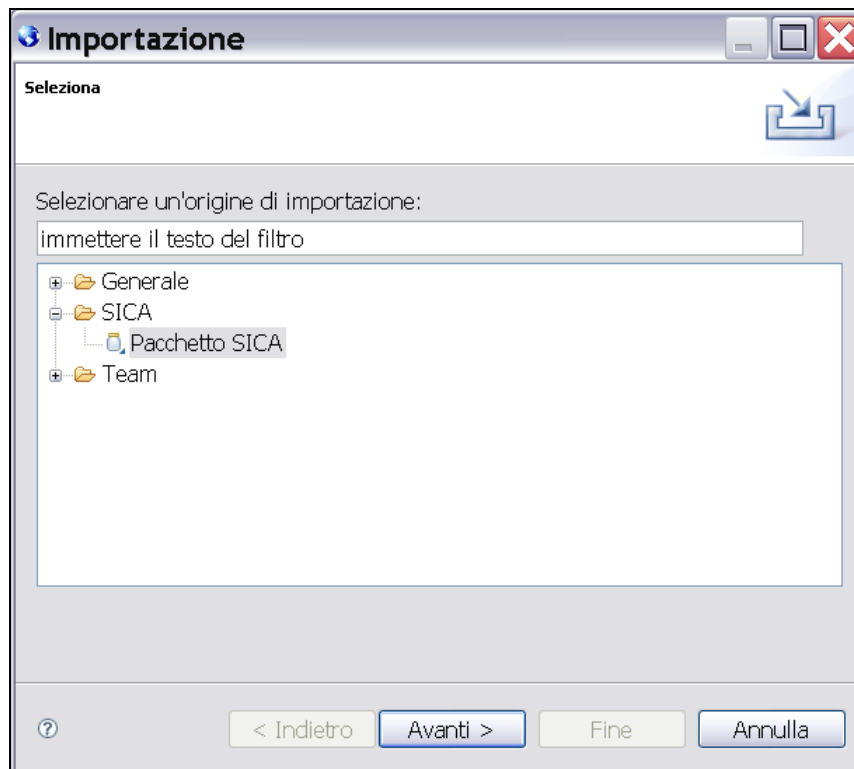 Importazione
Seleziona
Selezionare un'origine di importazione:
immettere il testo del filtro
Generale
SICA
Pacchetto SICA
Team
< Indietro Avanti > Fine Annulla